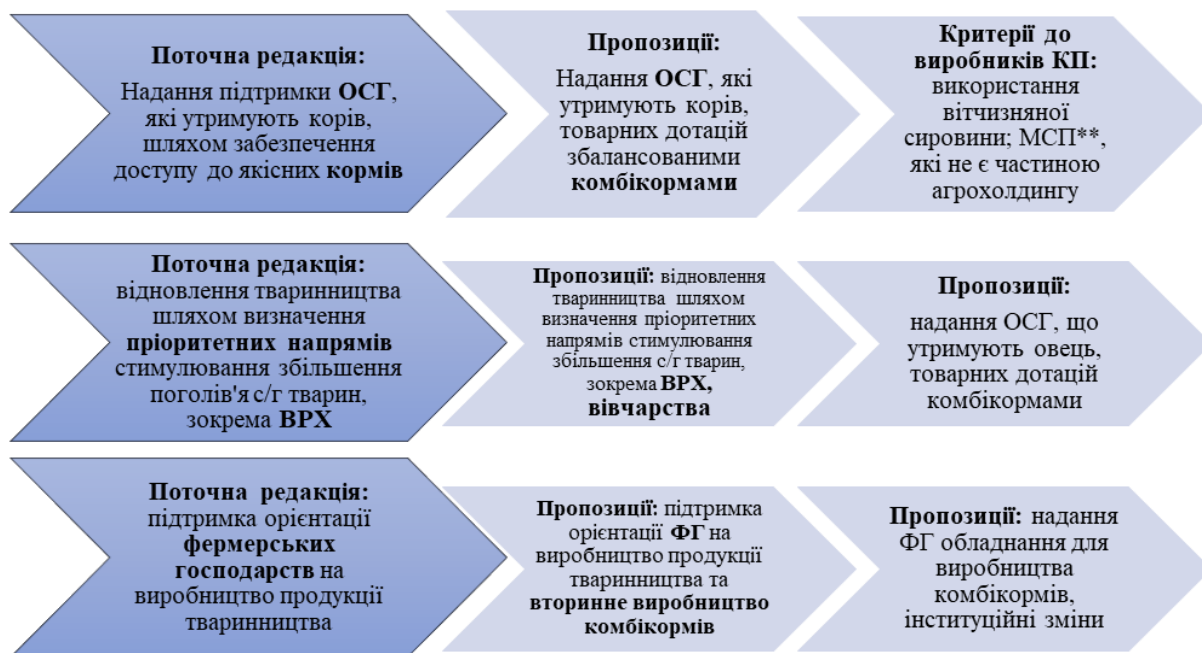 Поточна редакція:
Надання підтримки ОСГ,
які утримують корів,
шляхом забезпечення
доступу до якісних кормів
Пропозиції:
Надання ОСГ, які
утримують корів,
товарних дотацій
збалансованими
комбікормами
Критерії до
виробників КП:
використання
вітчизняної
сировини; МСП**,
які не є частиною
агрохолдингу
Поточна редакція:
відновлення тваринництва
шляхом визначення
пріоритетних напрямів
стимулювання збільшення
поголів'я с/г тварин,
зокрема ВРХ
Пропозиції: відновлення
тваринництва шляхом
визначення пріоритетних
напрямів стимулювання
збільшення с/г тварин,
зокрема ВРХ,
вівчарства
Пропозиції:
надання ОСГ, що
утримують овець,
товарних дотацій
комбікормами
Поточна редакція:
підтримка орієнтації
фермерських
господарств на
виробництво продукції
тваринництва
Пропозиції: підтримка
орієнтації ФГ на
виробництво продукції
тваринництва та
вторинне виробництво
комбікормів
Пропозиції: надання
ФГ обладнання для
виробництва
комбікормів,
інституційні зміни